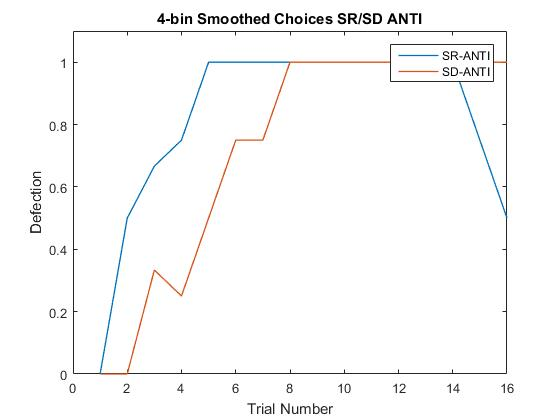 4-bin Smoothed Choices SR/SD ANTI
SR-ANTI
SD-ANTI
1
0.8
0.6
0.4
0.2
0
Defection
0 2 4 6 8 10 12 14 16
Trial Number